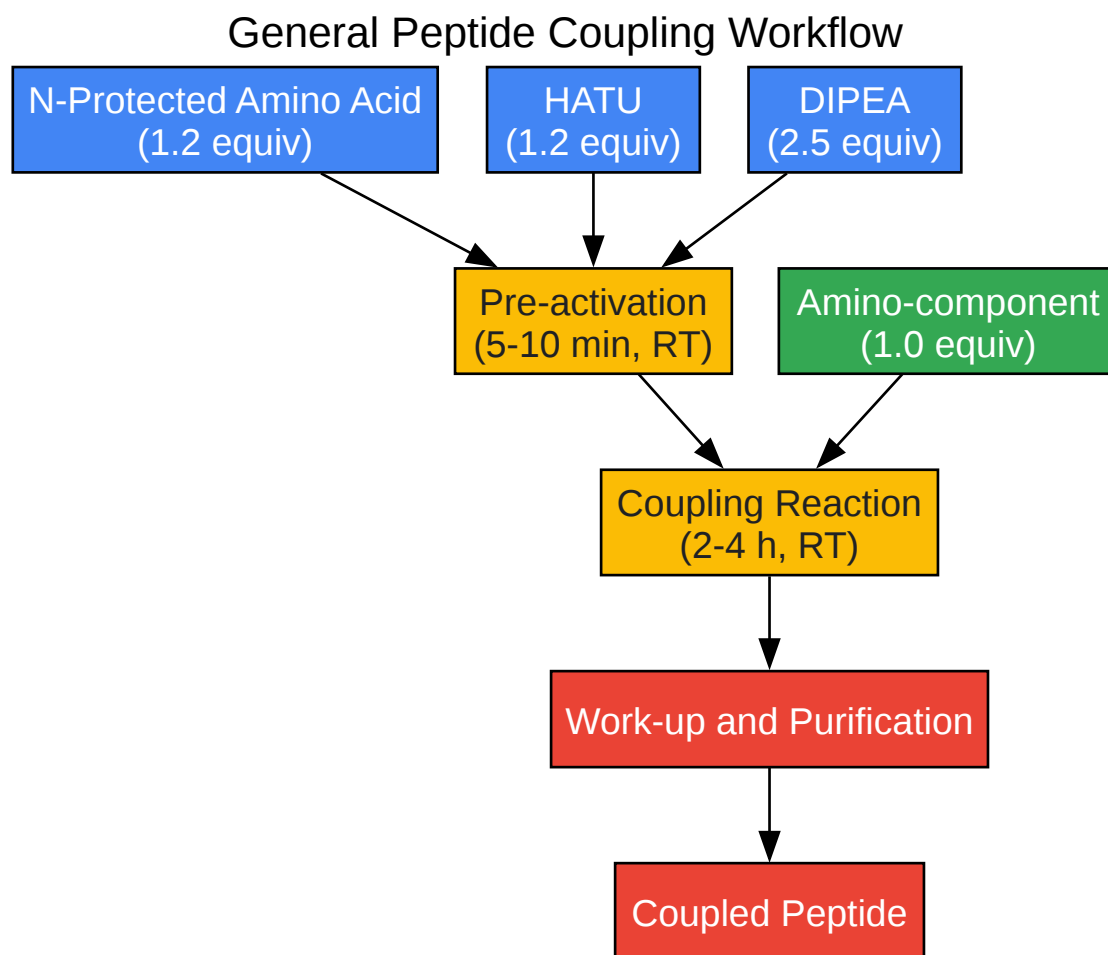 General Peptide Coupling Workflow
N-Protected Amino Acid
(1.2 equiv)
HATU
(1.2 equiv)
DIPEA
(2.5 equiv)
Pre-activation
(5-10 min, RT)
Amino-component
(1.0 equiv)
Coupling Reaction
(2-4 h, RT)
Work-up and Purification
Coupled Peptide